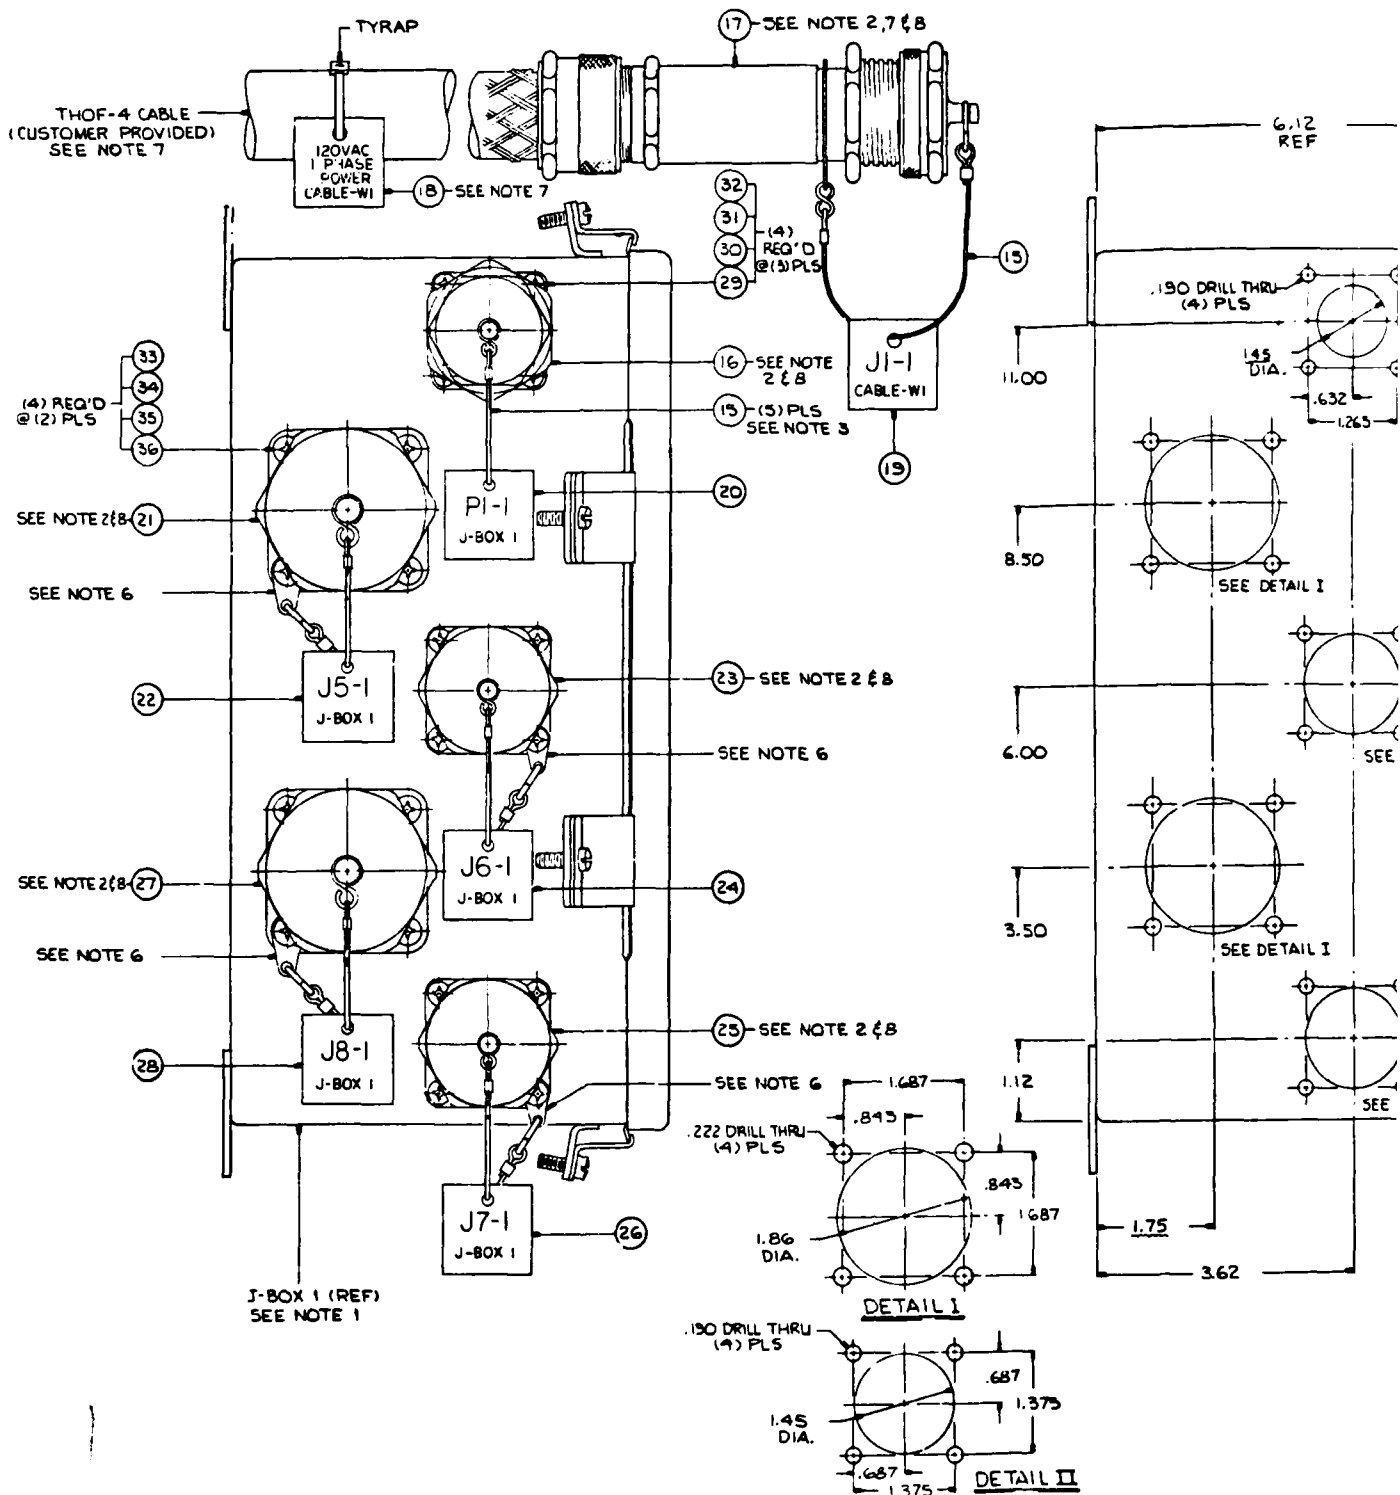 TYRAP
17 SEE NOTE 2,7&8
THOF-4 CABLE
(CUSTOMER PROVIDED)
SEE NOTE 7
120VAC
1 PHASE
POWER
CABLE-W1
18 SEE NOTE 7
6.12
REF
32
31
30
29
(4)
REQ'D
@(3)PLS
15
J1-1
CABLE-W1
19
16 SEE NOTE
2 & 8
15 (5) PLS
SEE NOTE 3
33
34
35
36
(4) REQ'D
@(2) PLS
SEE NOTE 2&8 21
P1-1
J-BOX 1
20
SEE NOTE 6
J5-1
J-BOX 1
22
23 SEE NOTE 2 & 8
SEE NOTE 6
SEE NOTE 2&8 27
J6-1
J-BOX 1
24
SEE NOTE 6
J8-1
J-BOX 1
28
25 SEE NOTE 2 & 8
SEE NOTE 6
J7-1
J-BOX 1
26
J-BOX 1 (REF)
SEE NOTE 1
.190 DRILL THRU
(4) PLS
1.45
DIA.
.632
1.265
11.00
8.50
SEE DETAIL I
6.00
SEE
3.50
SEE DETAIL I
1.12
SEE
1.75
3.62
1.687
.843
.222 DRILL THRU
(4) PLS
.843
1.687
1.86
DIA.
DETAIL I
.190 DRILL THRU
(4) PLS
.687
1.375
1.45
DIA.
.687
1.375
DETAIL II